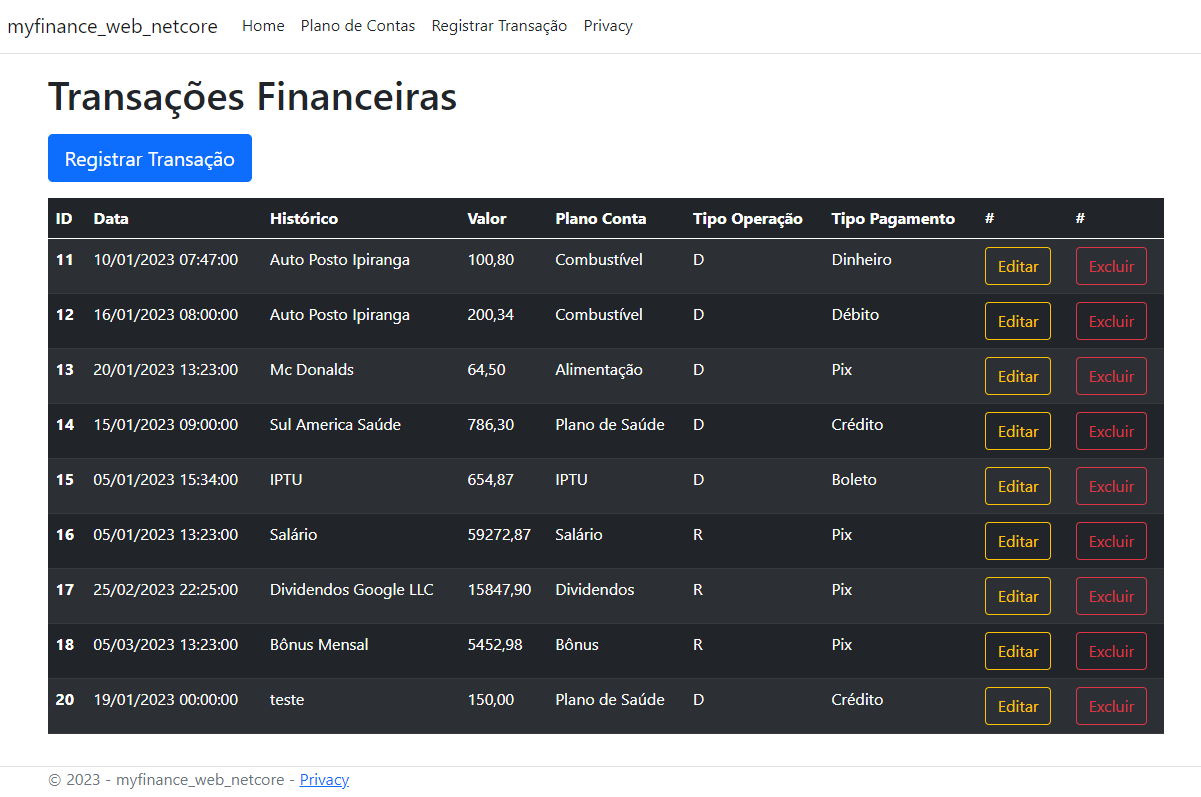 myfinance_web_netcore Home Plano de Contas Registrar Transação Privacy
Transações Financeiras
Registrar Transação
ID Data Histórico Valor Plano Conta Tipo Operação Tipo Pagamento # #
11 10/01/2023 07:47:00 Auto Posto Ipiranga 100,80 Combustível D Dinheiro Editar Excluir
12 16/01/2023 08:00:00 Auto Posto Ipiranga 200,34 Combustível D Débito Editar Excluir
13 20/01/2023 13:23:00 Mc Donalds 64,50 Alimentação D Pix Editar Excluir
14 15/01/2023 09:00:00 Sul America Saúde 786,30 Plano de Saúde D Crédito Editar Excluir
15 05/01/2023 15:34:00 IPTU 654,87 IPTU D Boleto Editar Excluir
16 05/01/2023 13:23:00 Salário 59272,87 Salário R Pix Editar Excluir
17 25/02/2023 22:25:00 Dividendos Google LLC 15847,90 Dividendos R Pix Editar Excluir
18 05/03/2023 13:23:00 Bônus Mensal 5452,98 Bônus R Pix Editar Excluir
20 19/01/2023 00:00:00 teste 150,00 Plano de Saúde D Crédito Editar Excluir
© 2023 - myfinance_web_netcore - Privacy